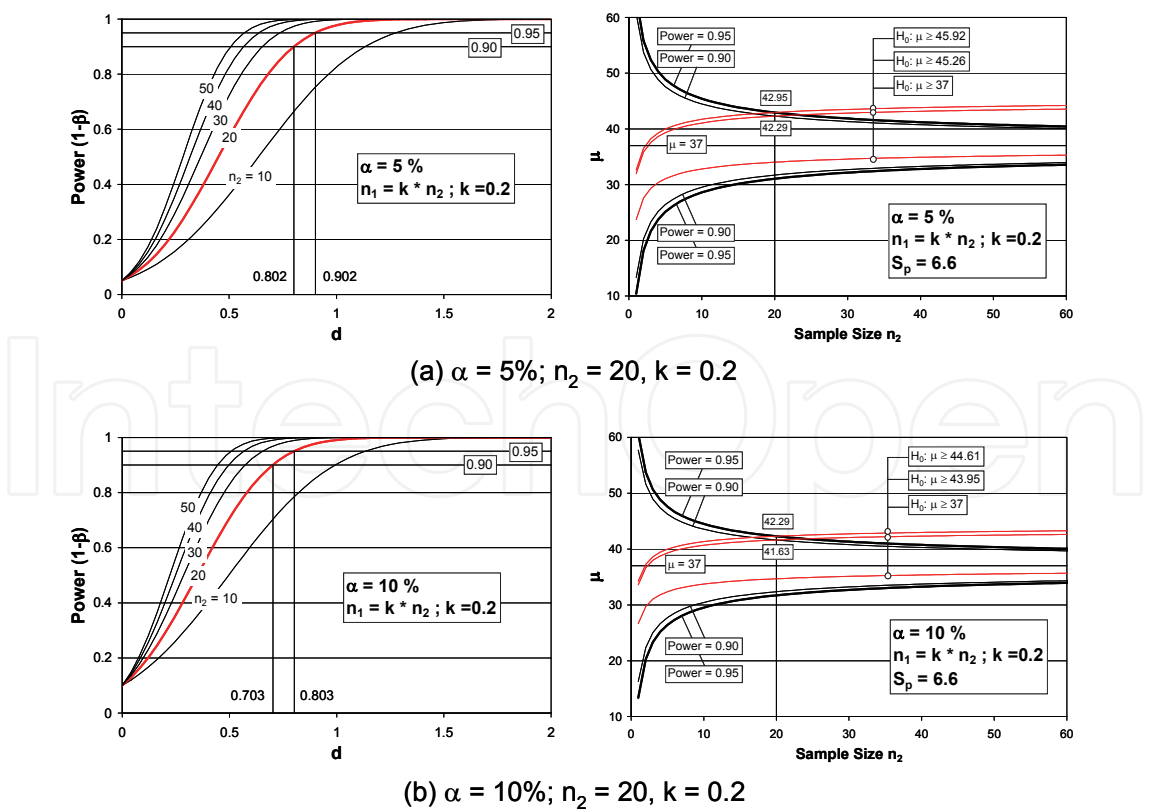 Power (1-β)
1
0.8
0.6
0.4
0.2
0
0
0.5
1
1.5
2
d
50
40
30
20
n₂ = 10
0.95
0.90
α = 5 %
n₁ = k * n₂ ; k =0.2
0.802
0.902
μ
60
50
40
30
20
10
0
10
20
30
40
50
60
Sample Size n₂
Power = 0.95
Power = 0.90
H₀: μ ≥ 45.92
H₀: μ ≥ 45.26
H₀: μ ≥ 37
42.95
42.29
μ = 37
Power = 0.90
Power = 0.95
α = 5 %
n₁ = k * n₂ ; k =0.2
Sₚ = 6.6
(a) α = 5%; n₂ = 20, k = 0.2
IntechOpen
Power (1-β)
1
0.8
0.6
0.4
0.2
0
0
0.5
1
1.5
2
d
50
40
30
20
n₂ = 10
0.95
0.90
α = 10 %
n₁ = k * n₂ ; k =0.2
0.703
0.803
μ
60
50
40
30
20
10
0
10
20
30
40
50
60
Sample Size n₂
Power = 0.95
Power = 0.90
H₀: μ ≥ 44.61
H₀: μ ≥ 43.95
H₀: μ ≥ 37
42.29
41.63
μ = 37
Power = 0.90
Power = 0.95
α = 10 %
n₁ = k * n₂ ; k =0.2
Sₚ = 6.6
(b) α = 10%; n₂ = 20, k = 0.2